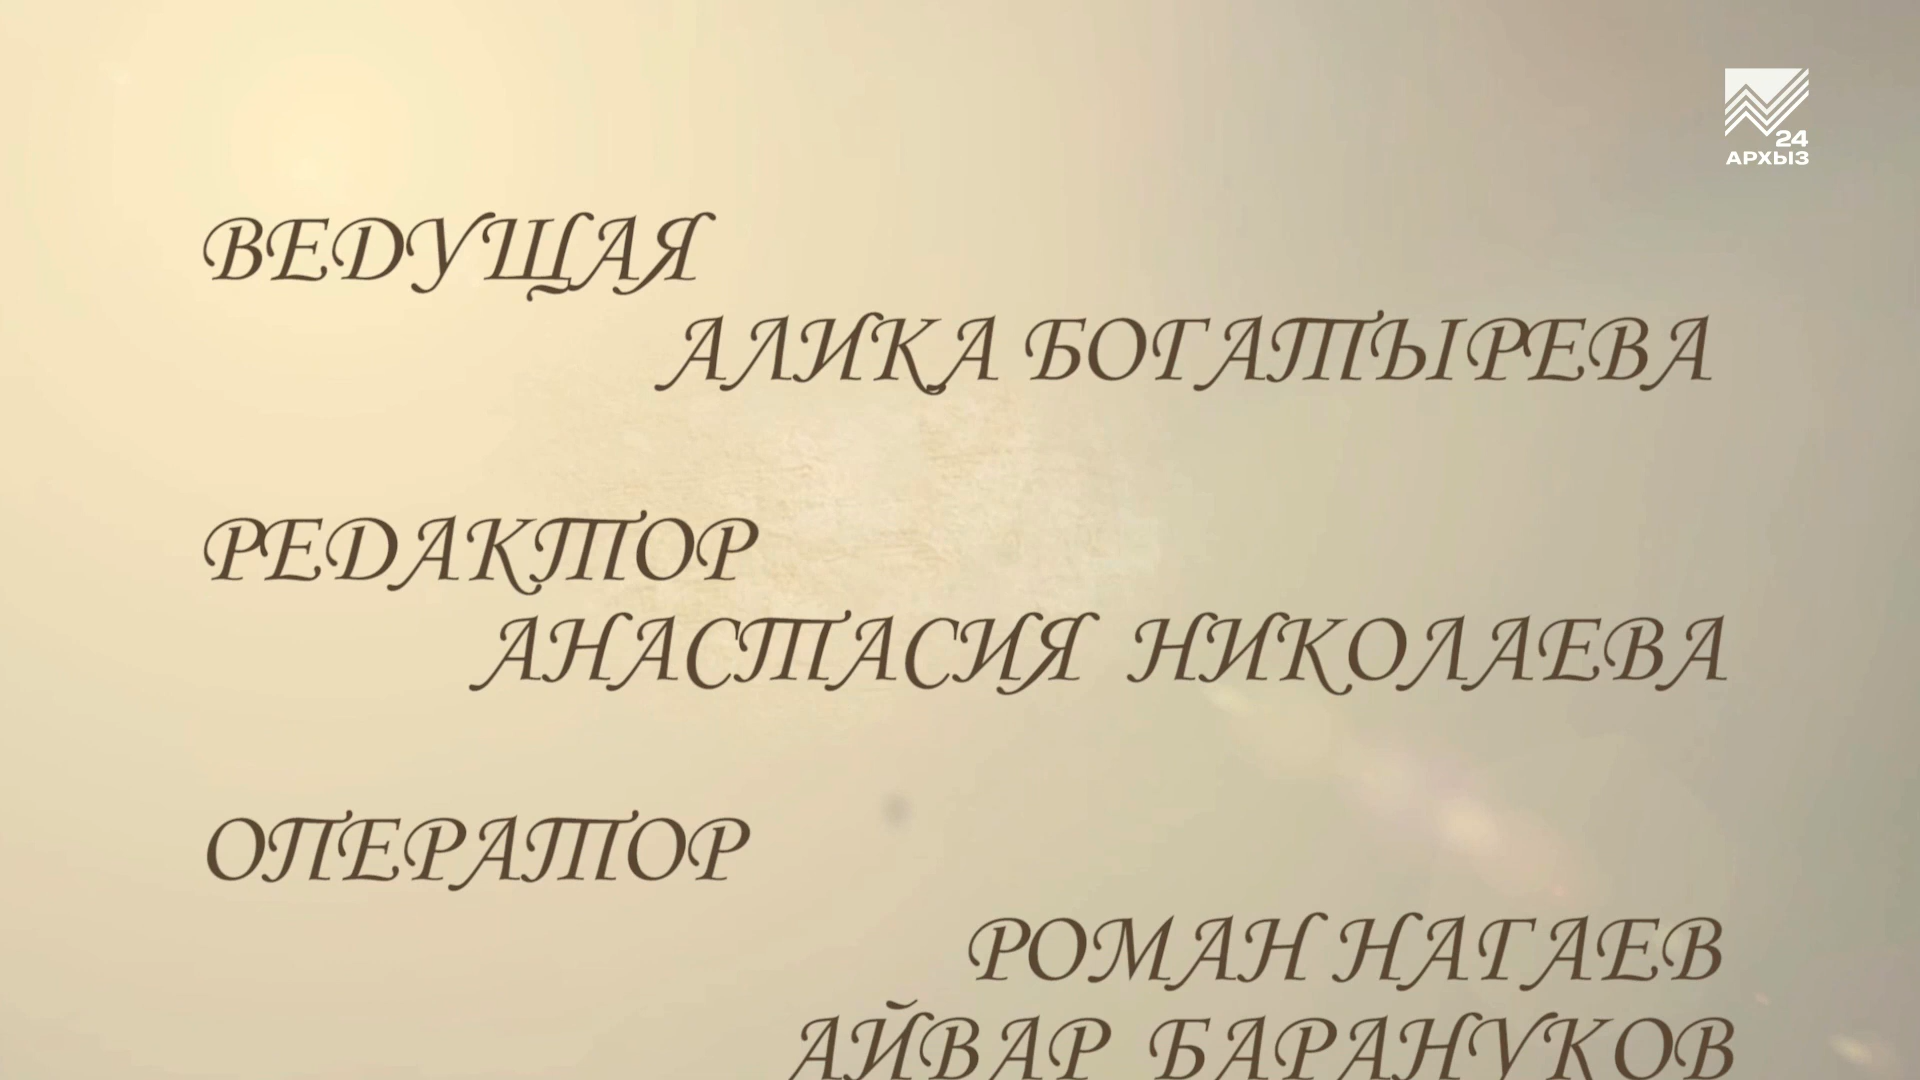 24
АРХЫЗ
ВЕДУЩАЯ
АЛИКА БОГАТЫРЕВА
РЕДАКТОР
АНАСТАСИЯ НИКОЛАЕВА
ОПЕРАТОР
РОМАН НАГАЕВ
АЙВАР БАРАНУКОВ